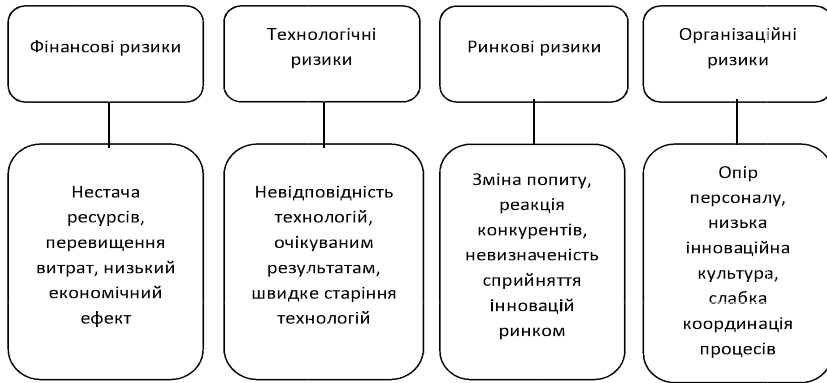 Фінансові ризики
Технологічні
ризики
Ринкові ризики
Організаційні
ризики
Нестача
ресурсів,
перевищення
витрат, низький
економічний
ефект
Невідповідність
технологій,
очікуваним
результатам,
швидке старіння
технологій
Зміна попиту,
реакція
конкурентів,
невизначеність
сприйняття
інновацій
ринком
Опір
персоналу,
низька
інноваційна
культура,
слабка
координація
процесів